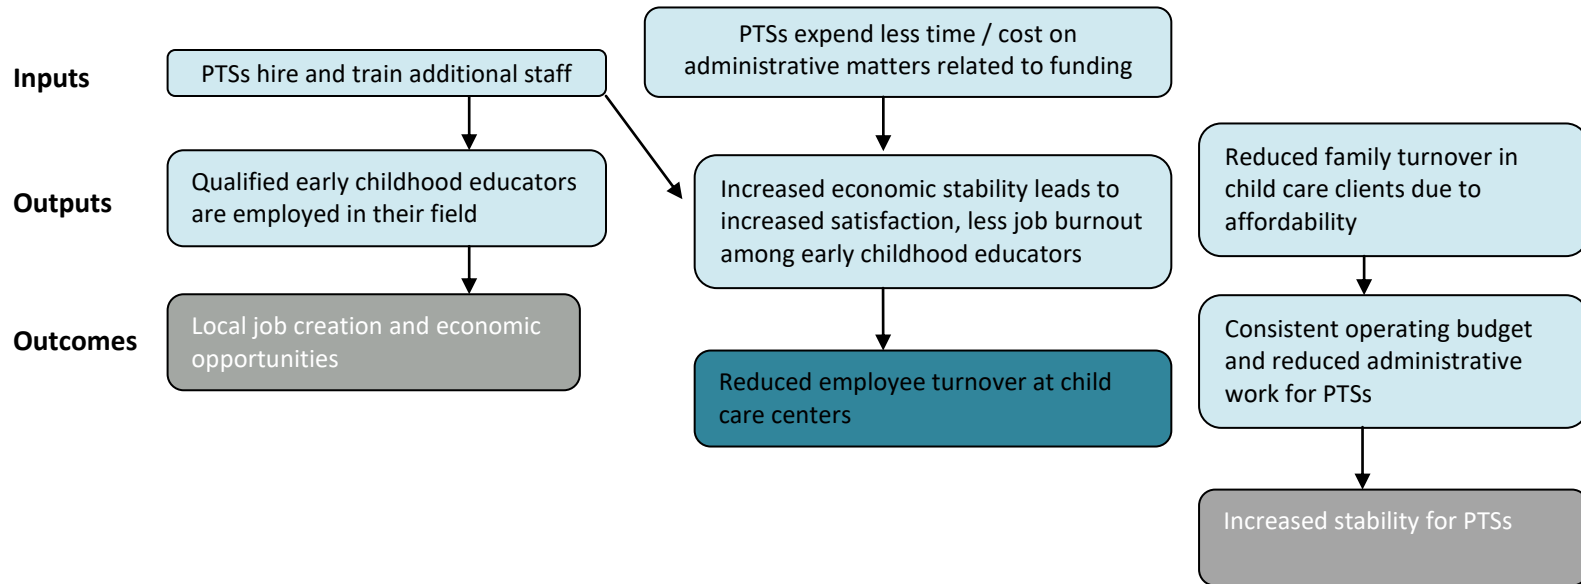 Inputs
PTSs hire and train additional staff
PTSs expend less time / cost on
administrative matters related to funding
Outputs
Qualified early childhood educators
are employed in their field
Increased economic stability leads to
increased satisfaction, less job burnout
among early childhood educators
Reduced family turnover in
child care clients due to
affordability
Outcomes
Local job creation and economic
opportunities
Reduced employee turnover at child
care centers
Consistent operating budget
and reduced administrative
work for PTSs
Increased stability for PTSs